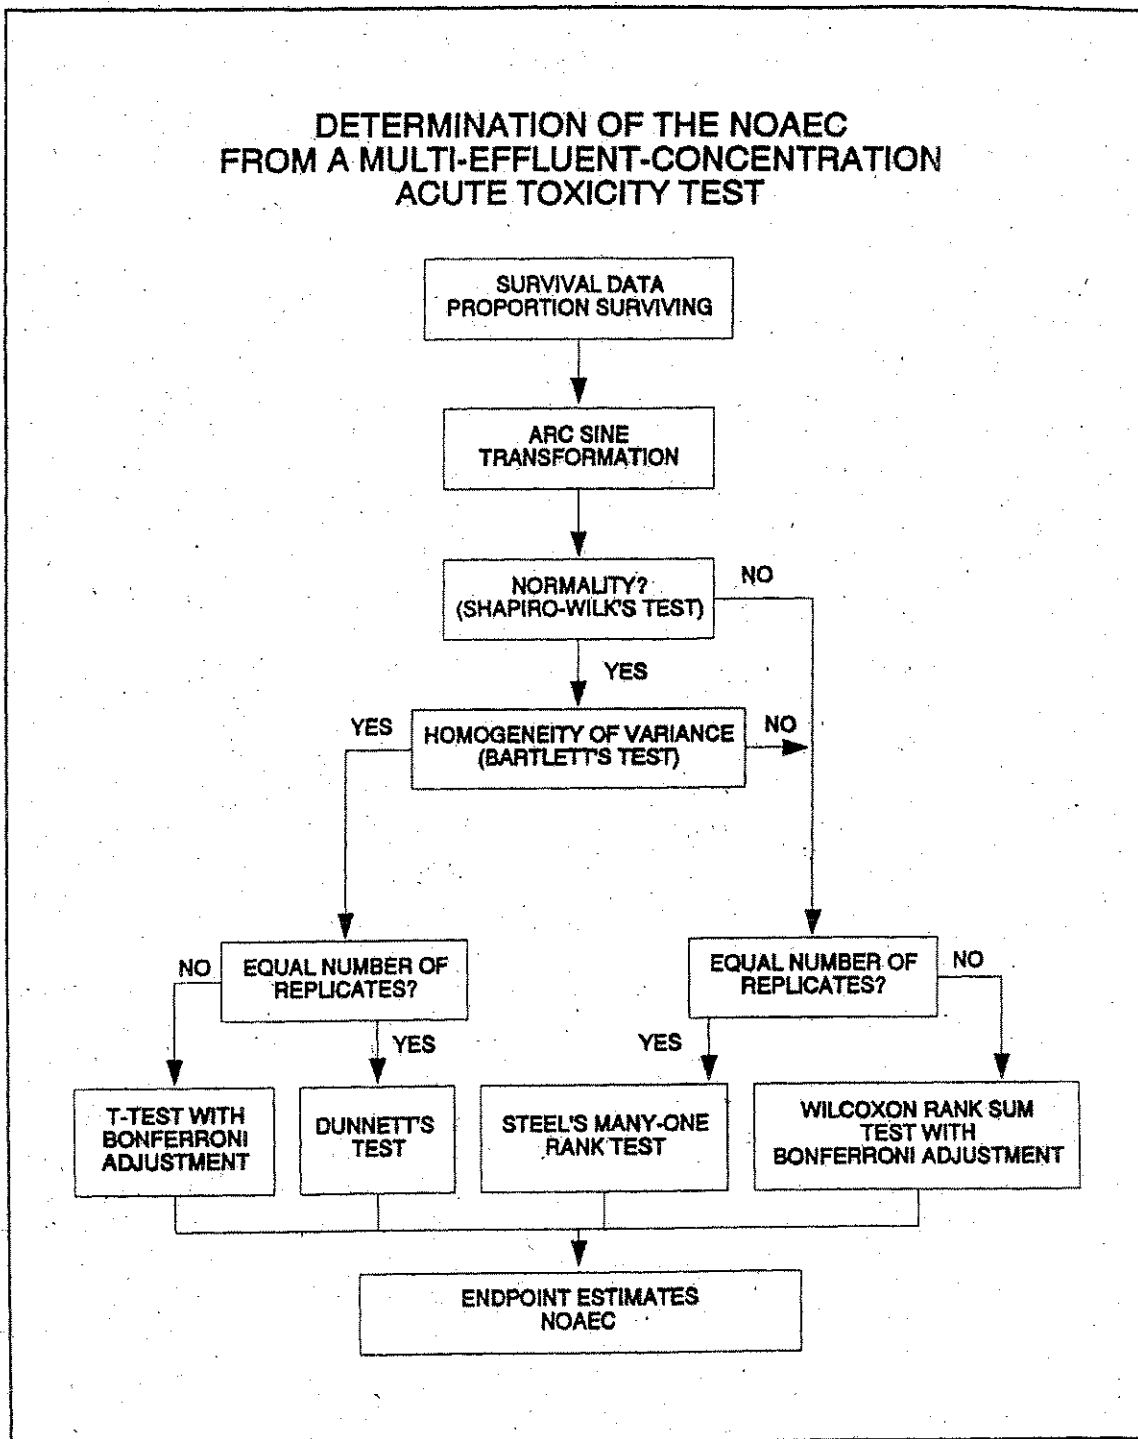 DETERMINATION OF THE NOAEC
FROM A MULTI-EFFLUENT-CONCENTRATION
ACUTE TOXICITY TEST
SURVIVAL DATA
PROPORTION SURVIVING
ARC SINE
TRANSFORMATION
NORMALITY?
(SHAPIRO-WILK'S TEST)
NO
YES
YES
HOMOGENEITY OF VARIANCE
(BARTLETT'S TEST)
NO
NO
EQUAL NUMBER OF
REPLICATES?
YES
EQUAL NUMBER OF
REPLICATES?
NO
YES
T-TEST WITH
BONFERRONI
ADJUSTMENT
DUNNETT'S
TEST
STEEL'S MANY-ONE
RANK TEST
WILCOXON RANK SUM
TEST WITH
BONFERRONI ADJUSTMENT
ENDPOINT ESTIMATES
NOAEC